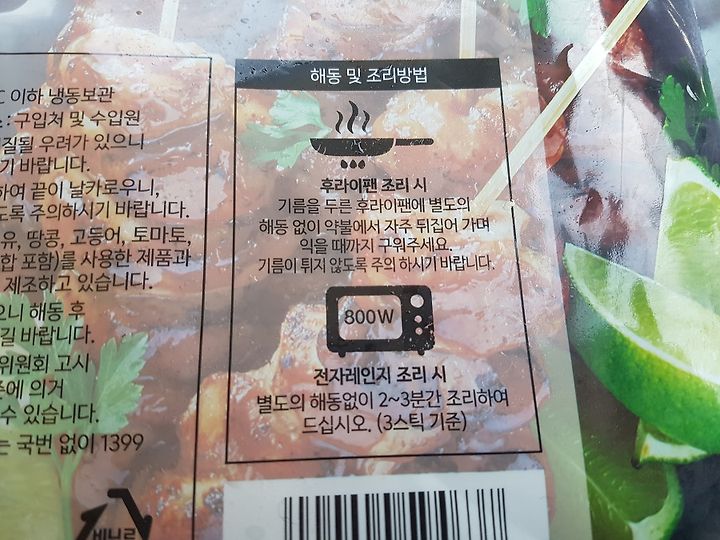 이하 냉동보관
: 구입처 및 수입원
질될 우려가 있으니
기 바랍니다.
하여 끝이 날카로우니,
도록 주의하시기 바랍니다.
유, 땅콩, 고등어, 토마토,
합 포함)를 사용한 제품과
제조하고 있습니다.
으니 해동 후
길 바랍니다.
위원회 고시
준에 의거
수 있습니다.
는 국번 없이 1399
해동 및 조리방법
후라이팬 조리 시
기름을 두른 후라이팬에 별도의
해동 없이 약불에서 자주 뒤집어 가며
익을 때까지 구워주세요.
기름이 튀지 않도록 주의 하시기 바랍니다.
800W
전자레인지 조리 시
별도의 해동없이 2~3분간 조리하여
드십시오. (3스틱 기준)
비닐류